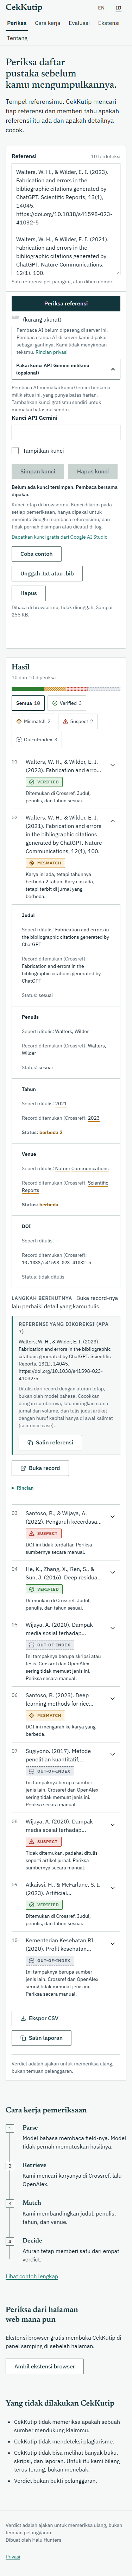 CekKutip
EN | ID
Periksa Cara kerja Evaluasi Ekstensi
Tentang
Periksa daftar
pustaka sebelum
kamu mengumpulkannya.
Tempel referensimu. CekKutip mencari
tiap entri dan memberi tahu mana yang
cocok, mana yang berbeda, dan mana
apakah referensi itu ada dan apakah detailnya
cocok.
Referensi 10 terdeteksi
Walters, W. H., & Wilder, E. I. (2023).
Fabrication and errors in the
bibliographic citations generated by
ChatGPT. Scientific Reports, 13(1),
14045.
https://doi.org/10.1038/s41598-023-
41032-5
Walters, W. H., & Wilder, E. I. (2021).
Fabrication and errors in the
bibliographic citations generated by
ChatGPT. Nature Communications,
12(1), 100.
Satu referensi per paragraf, atau diberi nomor.
Periksa referensi
(kurang akurat)
Pembaca AI belum dipasang di server ini.
Pembaca tanpa AI di server kami dipakai
sebagai gantinya. Kami tidak menyimpan
teksmu. Rincian privasi
Pakai kunci API Gemini milikmu
(opsional)
Pembaca AI memakai kunci Gemini bersama
milik situs ini, yang punya batas harian.
Tambahkan kunci gratismu sendiri untuk
memakai batasmu sendiri.
Kunci API Gemini
Tampilkan kunci
Simpan kunci
Hapus kunci
Belum ada kunci tersimpan. Pembaca bersama
dipakai.
Dapatkan kunci gratis dari Google AI Studio
Coba contoh
Unggah .txt atau .bib
Hapus
Dibaca di browsermu, tidak diunggah. Sampai
256 KB.
Hasil
10 dari 10 diperiksa
Semua 10
Verified 3
Mismatch 2
Suspect 2
Out-of-index 3
01 Walters, W. H., & Wilder, E. I.
(2023). Fabrication and erro...
VERIFIED
Ditemukan di Crossref. Judul,
penulis, dan tahun sesuai.
02 Walters, W. H., & Wilder, E. I.
(2021). Fabrication and errors
in the bibliographic citations
generated by ChatGPT. Nature
Communications, 12(1), 100.
MISMATCH
Karya ini ada, tetapi tahunnya
berbeda 2 tahun. Karya ini ada,
tetapi terbit di jurnal yang
berbeda.
Judul
Seperti ditulis: Fabrication and errors in
the bibliographic citations generated by
ChatGPT
Record ditemukan (Crossref):
Fabrication and errors in the
bibliographic citations generated by
ChatGPT
Status: sesuai
Penulis
Seperti ditulis: Walters, Wilder
Record ditemukan (Crossref): Walters,
Wilder
Status: sesuai
Tahun
Seperti ditulis: 2021
Record ditemukan (Crossref): 2023
Status: berbeda 2
Venue
Seperti ditulis: Nature Communications
Record ditemukan (Crossref): Scientific
Reports
Status: berbeda
DOI
Seperti ditulis: —
Record ditemukan (Crossref):
10.1038/s41598-023-41032-5
Status: tidak ditulis
LANGKAH BERIKUTNYA Buka record-nya
lalu perbaiki detail yang kamu tulis.
REFERENSI YANG DIKOREKSI (APA
7)
Walters, W. H., & Wilder, E. I. (2023).
Fabrication and errors in the bibliographic
citations generated by ChatGPT. Scientific
Reports, 13(1), 14045.
https://doi.org/10.1038/s41598-023-
41032-5
Ditulis dari record dengan aturan tetap,
bukan oleh model bahasa. Cocokkan
dengan sumbernya, dan miringkan judul
jurnal atau buku sendiri. Judul artikel perlu
dirapikan huruf kapital hanya di awal kalimat
(sentence case).
Salin referensi
Buka record
Rincian
03 Santoso, B., & Wijaya, A.
(2022). Pengaruh kecerdasa...
SUSPECT
DOI ini tidak terdaftar. Periksa
sumbernya secara manual.
04 He, K., Zhang, X., Ren, S., &
Sun, J. (2016). Deep residua...
VERIFIED
Ditemukan di Crossref. Judul,
penulis, dan tahun sesuai.
05 Wijaya, A. (2020). Dampak
media sosial terhadap...
OUT-OF-INDEX
Ini tampaknya berupa skripsi atau
tesis. Crossref dan OpenAlex
sering tidak memuat jenis ini.
Periksa secara manual.
06 Santoso, B. (2023). Deep
learning methods for rice...
MISMATCH
DOI ini mengarah ke karya yang
berbeda.
07 Sugiyono. (2017). Metode
penelitian kuantitatif,...
OUT-OF-INDEX
Ini tampaknya berupa sumber
jenis lain. Crossref dan OpenAlex
sering tidak memuat jenis ini.
Periksa secara manual.
08 Wijaya, A. (2020). Dampak
media sosial terhadap...
SUSPECT
Tidak ditemukan, padahal ditulis
seperti artikel jurnal. Periksa
sumbernya secara manual.
09 Alkaissi, H., & McFarlane, S. I.
(2023). Artificial...
VERIFIED
Ditemukan di Crossref. Judul,
penulis, dan tahun sesuai.
10 Kementerian Kesehatan RI.
(2020). Profil kesehatan...
OUT-OF-INDEX
Ini tampaknya berupa sumber
jenis lain. Crossref dan OpenAlex
sering tidak memuat jenis ini.
Periksa secara manual.
Ekspor CSV
Salin laporan
Verdict adalah ajakan untuk memeriksa ulang,
bukan temuan pelanggaran.
Cara kerja pemeriksaan
1 Parse
Model bahasa membaca field-nya. Model
tidak pernah memutuskan hasilnya.
2 Retrieve
Kami mencari karyanya di Crossref, lalu
OpenAlex.
3 Match
Kami membandingkan judul, penulis,
tahun, dan venue.
4 Decide
Aturan tetap memberi satu dari empat
verdict.
Lihat contoh lengkap
Periksa dari halaman
web mana pun
Ekstensi browser gratis membuka CekKutip di
panel samping di sebelah halaman.
Ambil ekstensi browser
Yang tidak dilakukan CekKutip
• CekKutip tidak memeriksa apakah sebuah
sumber mendukung klaimmu.
• CekKutip tidak mendeteksi plagiarisme.
• CekKutip tidak bisa melihat banyak buku,
skripsi, dan laporan. Untuk itu kami bilang
terus terang, bukan menebak.
• Verdict bukan bukti pelanggaran.
Verdict adalah ajakan untuk memeriksa ulang, bukan
temuan pelanggaran.
Dibuat oleh Halu Hunters
Privasi